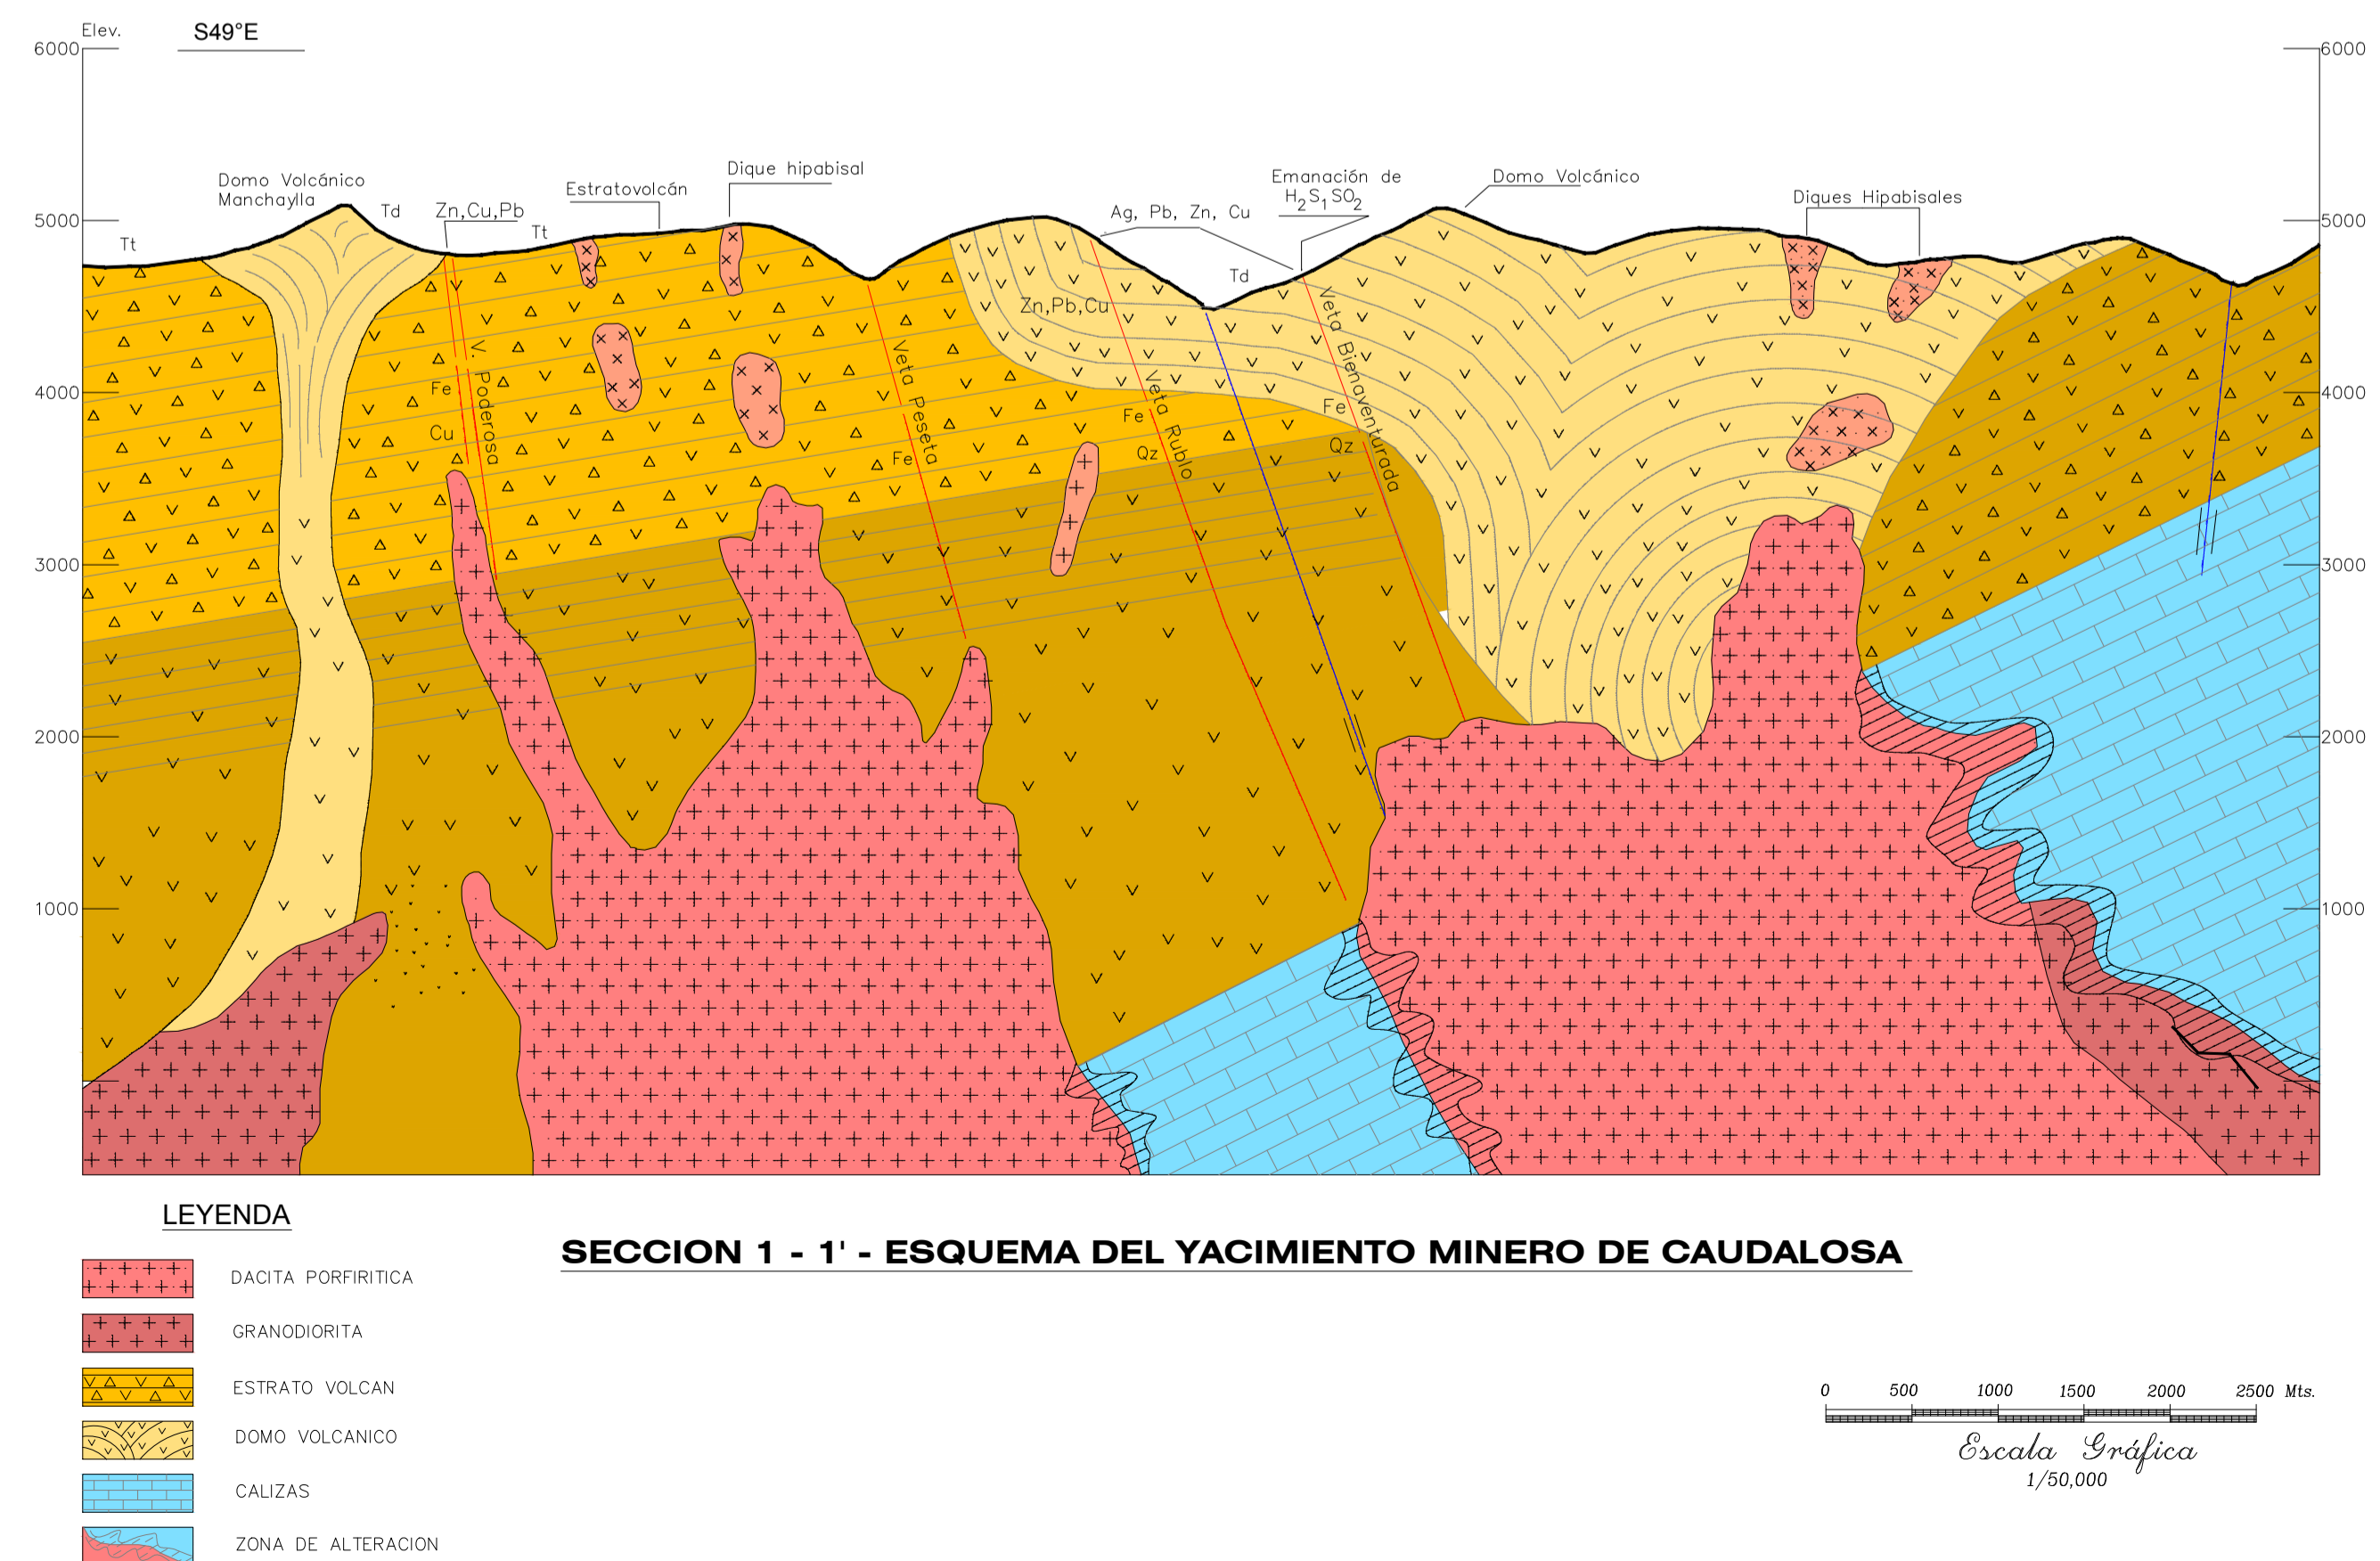 Elev.
S49°E
6000
6000
Domo Volcánico
Manchaylla
Td
Zn,Cu,Pb
Estratovolcán
Dique hipabisal
Ag, Pb, Zn, Cu
Emanación de
H2S1SO2
Domo Volcánico
Diques Hipabisales
5000
5000
Tt
Tt
Td
Zn,Pb,Cu
4000
4000
Fe
Cu
V. Poderosa
Veta Peseta
Fe
Fe
Qz
Veta Rublo
Fe
Qz
Veta Bienaventurada
3000
3000
2000
2000
1000
1000
LEYENDA
SECCION 1 - 1' - ESQUEMA DEL YACIMIENTO MINERO DE CAUDALOSA
DACITA PORFIRITICA
GRANODIORITA
ESTRATO VOLCAN
DOMO VOLCANICO
CALIZAS
ZONA DE ALTERACION
0 500 1000 1500 2000 2500 Mts.
Escala Gráfica
1/50,000